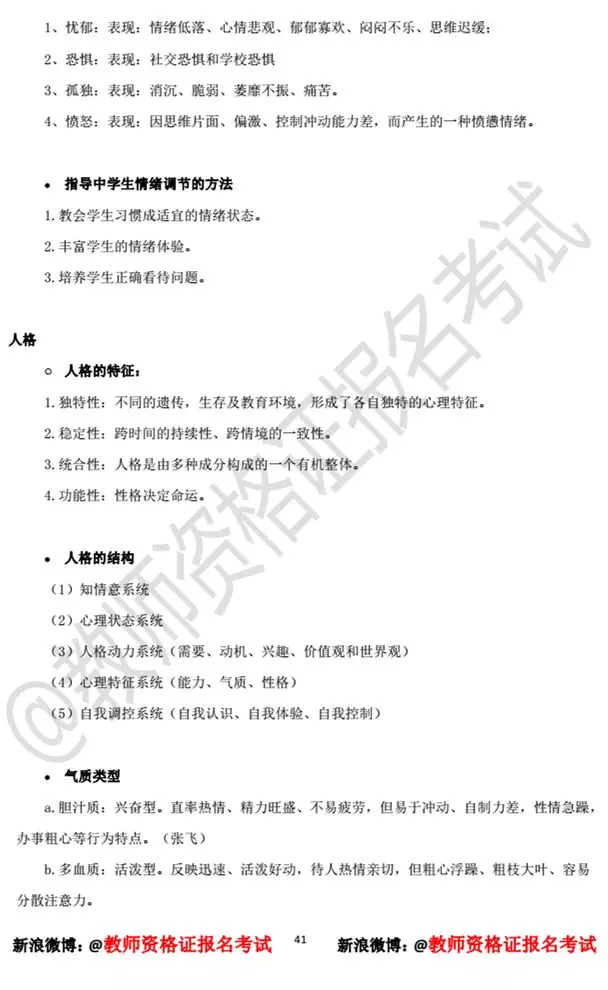 1、忧郁：表现：情绪低落、心情悲观、郁郁寡欢、闷闷不乐、思维迟缓；
2、恐惧：表现：社交恐惧和学校恐惧
3、孤独：表现：消沉、脆弱、萎靡不振、痛苦。
4、愤怒：表现：因思维片面、偏激、控制冲动能力差，而产生的一种愤懑情绪。
• 指导中学生情绪调节的方法
1.教会学生习惯成适宜的情绪状态。
2.丰富学生的情绪体验。
3.培养学生正确看待问题。
人格
○ 人格的特征：
1.独特性：不同的遗传，生存及教育环境，形成了各自独特的心理特征。
2.稳定性：跨时间的持续性、跨情境的一致性。
3.统合性：人格是由多种成分构成的一个有机整体。
4.功能性：性格决定命运。
• 人格的结构
（1）知情意系统
（2）心理状态系统
（3）人格动力系统（需要、动机、兴趣、价值观和世界观）
（4）心理特征系统（能力、气质、性格）
（5）自我调控系统（自我认识、自我体验、自我控制）
• 气质类型
a.胆汁质：兴奋型。直率热情、精力旺盛、不易疲劳，但易于冲动、自制力差，性情急躁，
办事粗心等行为特点。（张飞）
b.多血质：活泼型。反映迅速、活泼好动，待人热情亲切，但粗心浮躁、粗枝大叶、容易
分散注意力。
新浪微博：@教师资格证报名考试 41 新浪微博：@教师资格证报名考试
@教师资格证报名考试